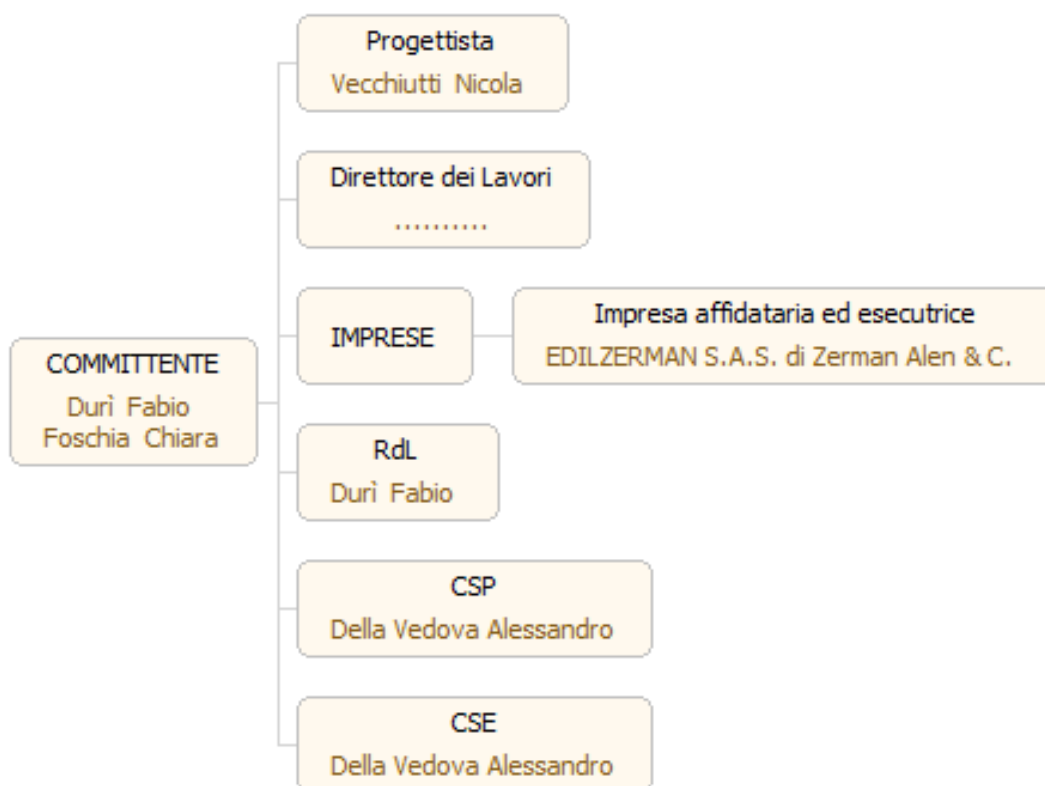 Progettista
Vecchiutti Nicola
Direttore dei Lavori
..........
IMPRESE
Impresa affidataria ed esecutrice
EDILZERMAN S.A.S. di Zerman Alen & C.
COMMITTENTE
Durì Fabio
Foschia Chiara
RdL
Durì Fabio
CSP
Della Vedova Alessandro
CSE
Della Vedova Alessandro